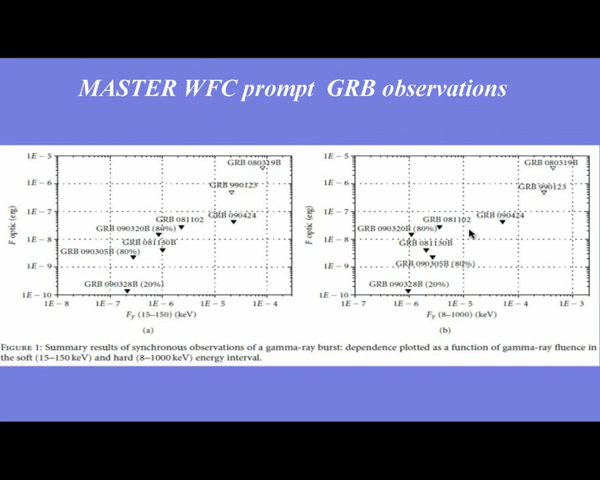 MASTER WFC prompt GRB observations
1E − 5
1E − 6
1E − 7
1E − 8
1E − 9
1E − 10
F optic (erg)
GRB 080319B
GRB 990123
GRB 081102
GRB 090424
GRB 090320B (80%)
GRB 081130B
GRB 090305B (80%)
GRB 090328B (20%)
1E − 8
1E − 7
1E − 6
1E − 5
1E − 4
Fγ (15–150) (keV)
(a)
1E − 5
1E − 6
1E − 7
1E − 8
1E − 9
1E − 10
F optic (erg)
GRB 080319B
GRB 990123
GRB 081102
GRB 090424
GRB 090320B (80%)
GRB 081130B
GRB 090305B (80%)
GRB 090328B (20%)
1E − 7
1E − 6
1E − 5
1E − 4
1E − 3
Fγ (8–1000) (keV)
(b)
FIGURE 1: Summary results of synchronous observations of a gamma-ray burst: dependence plotted as a function of gamma-ray fluence in
the soft (15–150 keV) and hard (8–1000 keV) energy interval.